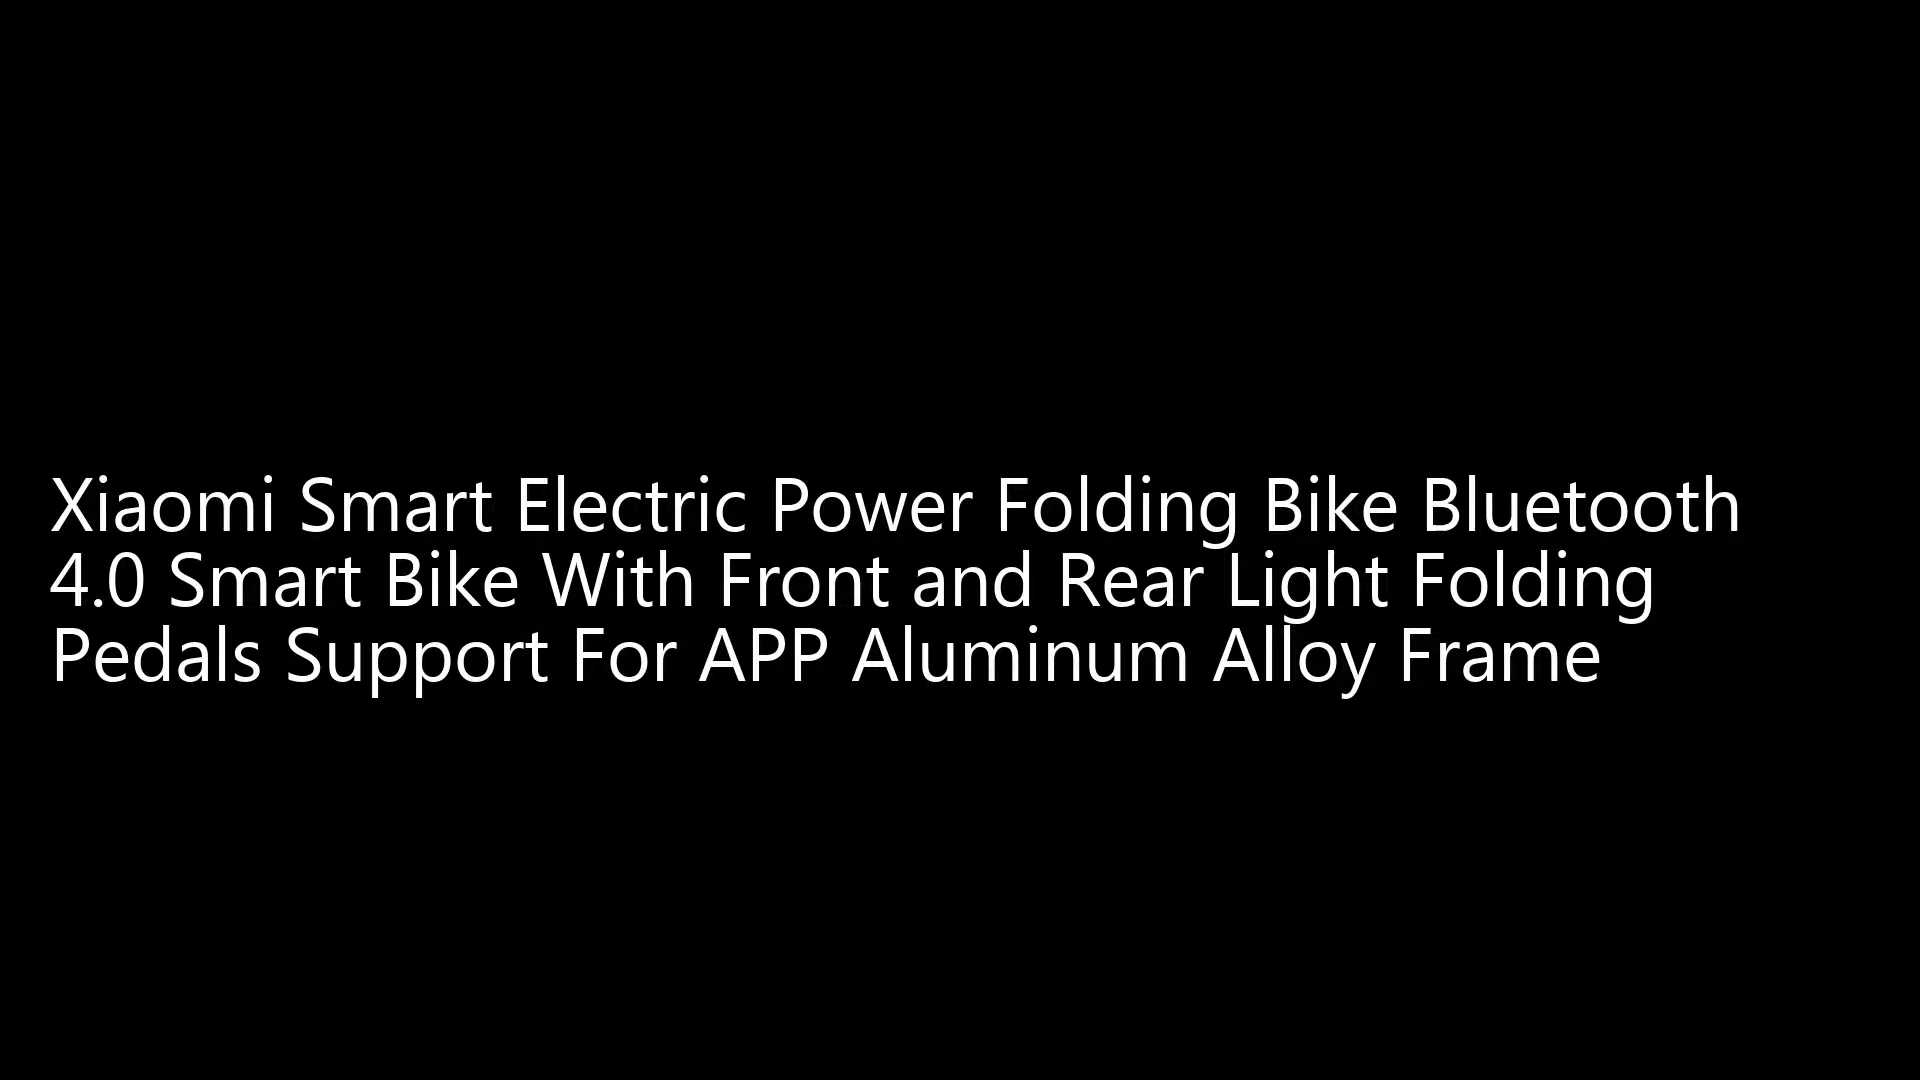 Xiaomi Smart Electric Power Folding Bike Bluetooth
4.0 Smart Bike With Front and Rear Light Folding
Pedals Support For APP Aluminum Alloy Frame